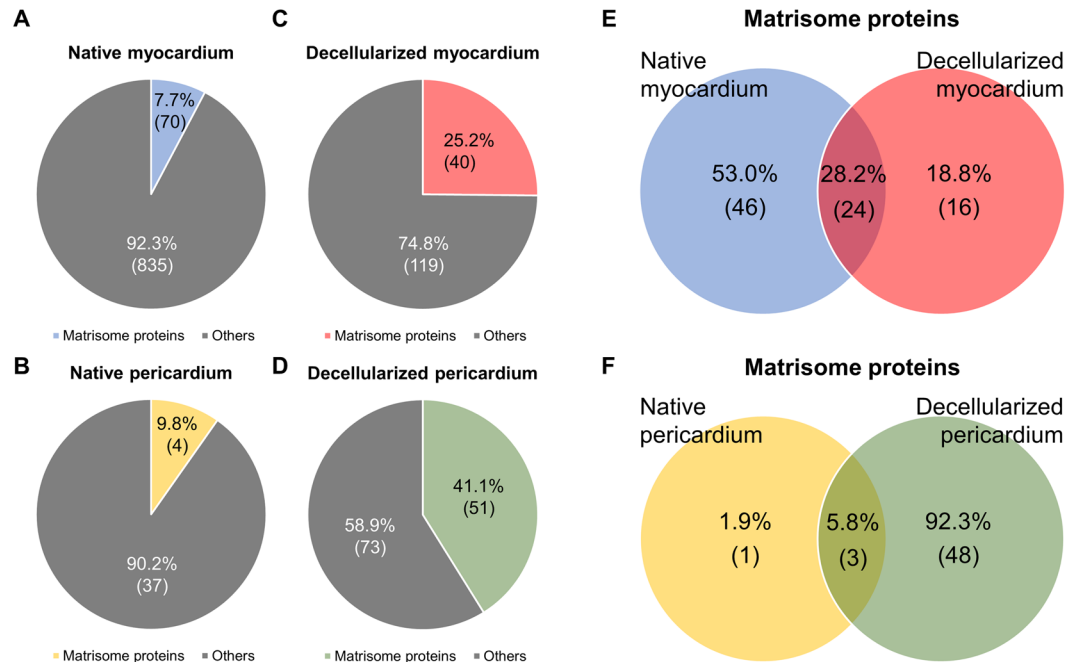 A
Native myocardium
7.7%
(70)
92.3%
(835)
Matrisome proteins Others
C
Decellularized myocardium
25.2%
(40)
74.8%
(119)
Matrisome proteins Others
E
Matrisome proteins
Native
myocardium
Decellularized
myocardium
53.0%
(46)
28.2%
(24)
18.8%
(16)
B
Native pericardium
9.8%
(4)
90.2%
(37)
Matrisome proteins Others
D
Decellularized pericardium
41.1%
(51)
58.9%
(73)
Matrisome proteins Others
F
Matrisome proteins
Native
pericardium
Decellularized
pericardium
1.9%
(1)
5.8%
(3)
92.3%
(48)